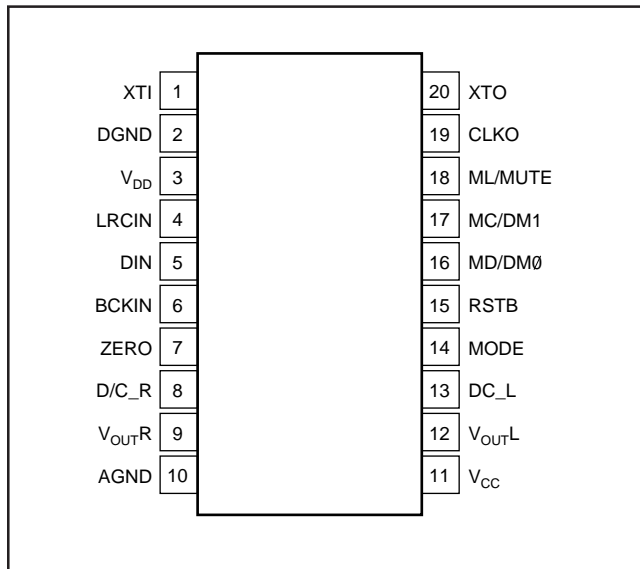 XTI 1 20 XTO
DGND 2 19 CLKO
VDD 3 18 ML/MUTE
LRCIN 4 17 MC/DM1
DIN 5 16 MD/DM0
BCKIN 6 15 RSTB
ZERO 7 14 MODE
D/C_R 8 13 DC_L
VOUTR 9 12 VOUTL
AGND 10 11 VCC